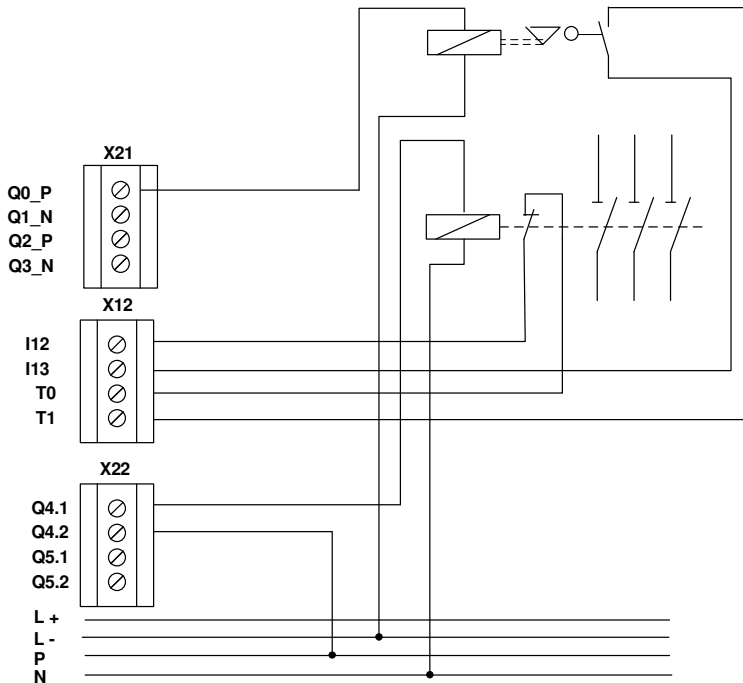 X21
Q0_P
Q1_N
Q2_P
Q3_N
X12
I12
I13
T0
T1
X22
Q4.1
Q4.2
Q5.1
Q5.2
L +
L -
P
N